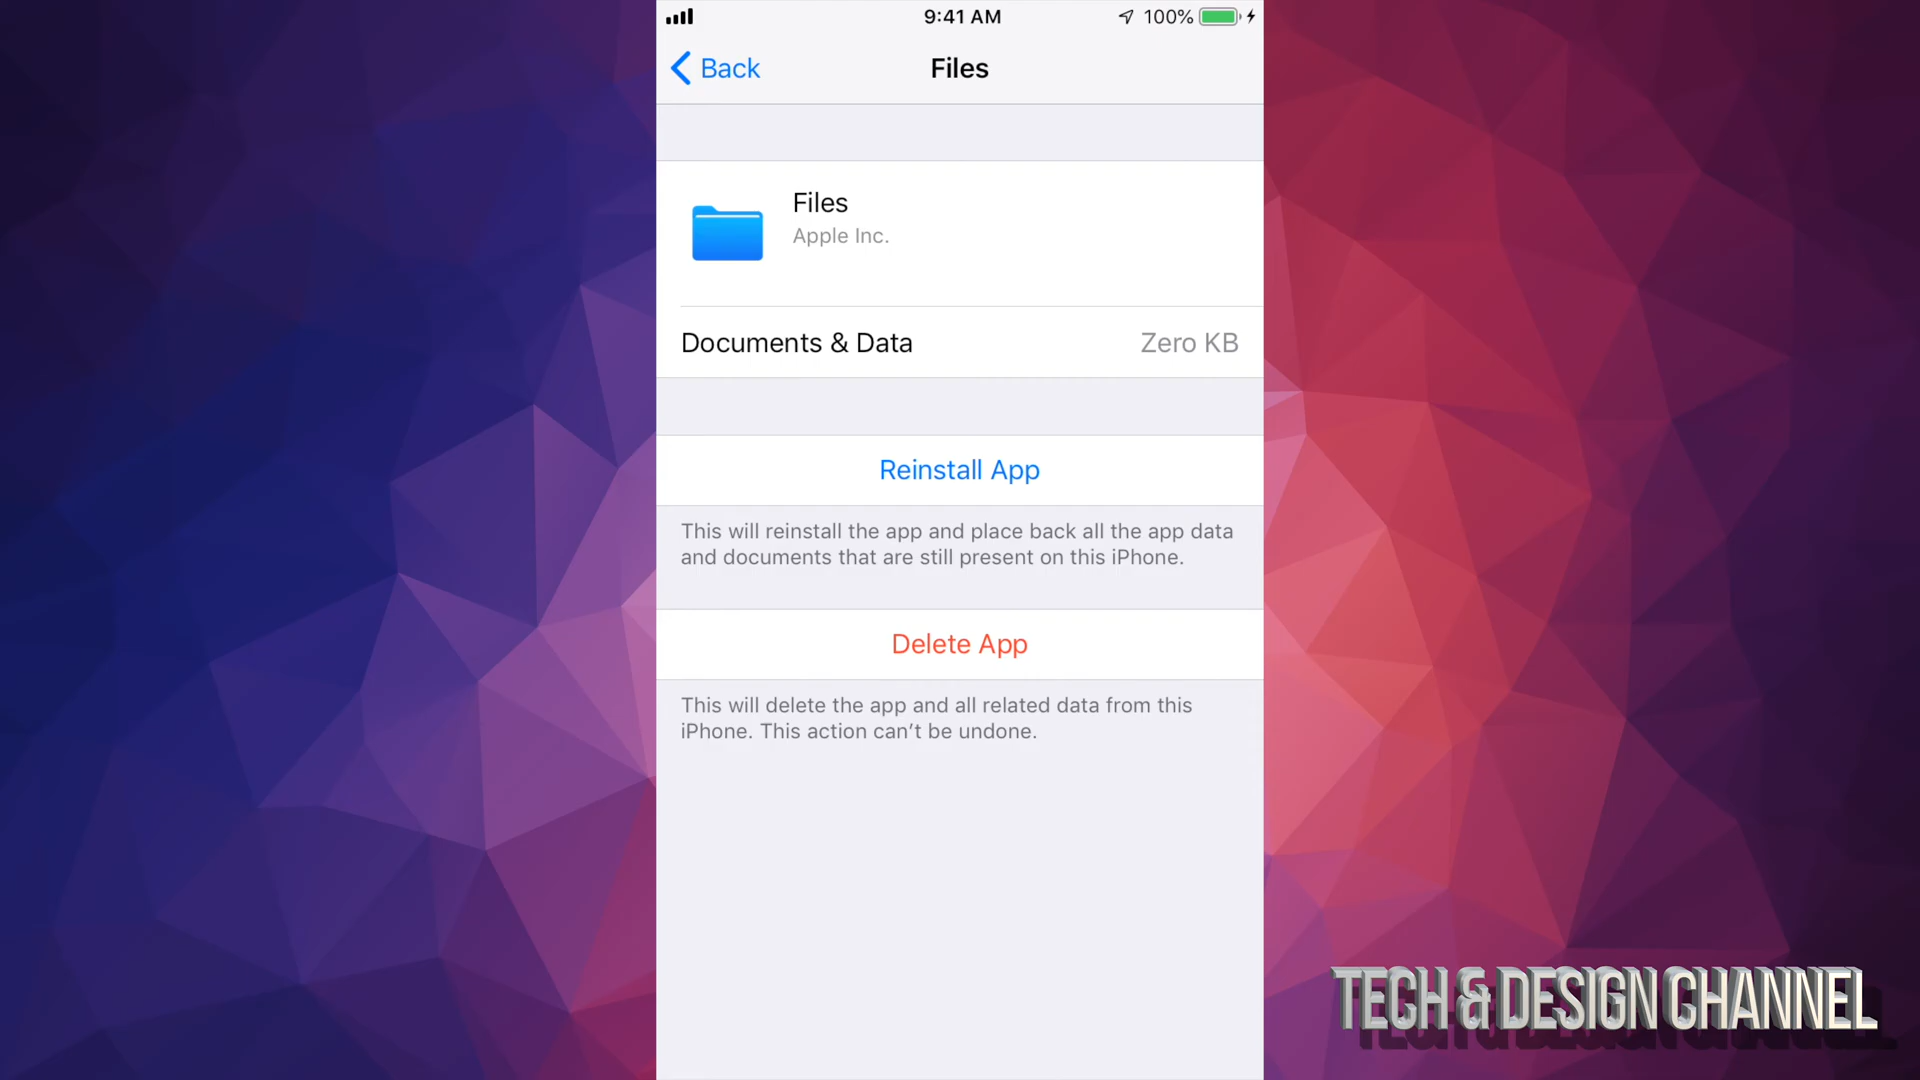 9:41 AM
100%
Back
Files
Files
Apple Inc.
Documents & Data
Zero KB
Reinstall App
This will reinstall the app and place back all the app data
and documents that are still present on this iPhone.
Delete App
This will delete the app and all related data from this
iPhone. This action can’t be undone.
TECH & DESIGN CHANNEL